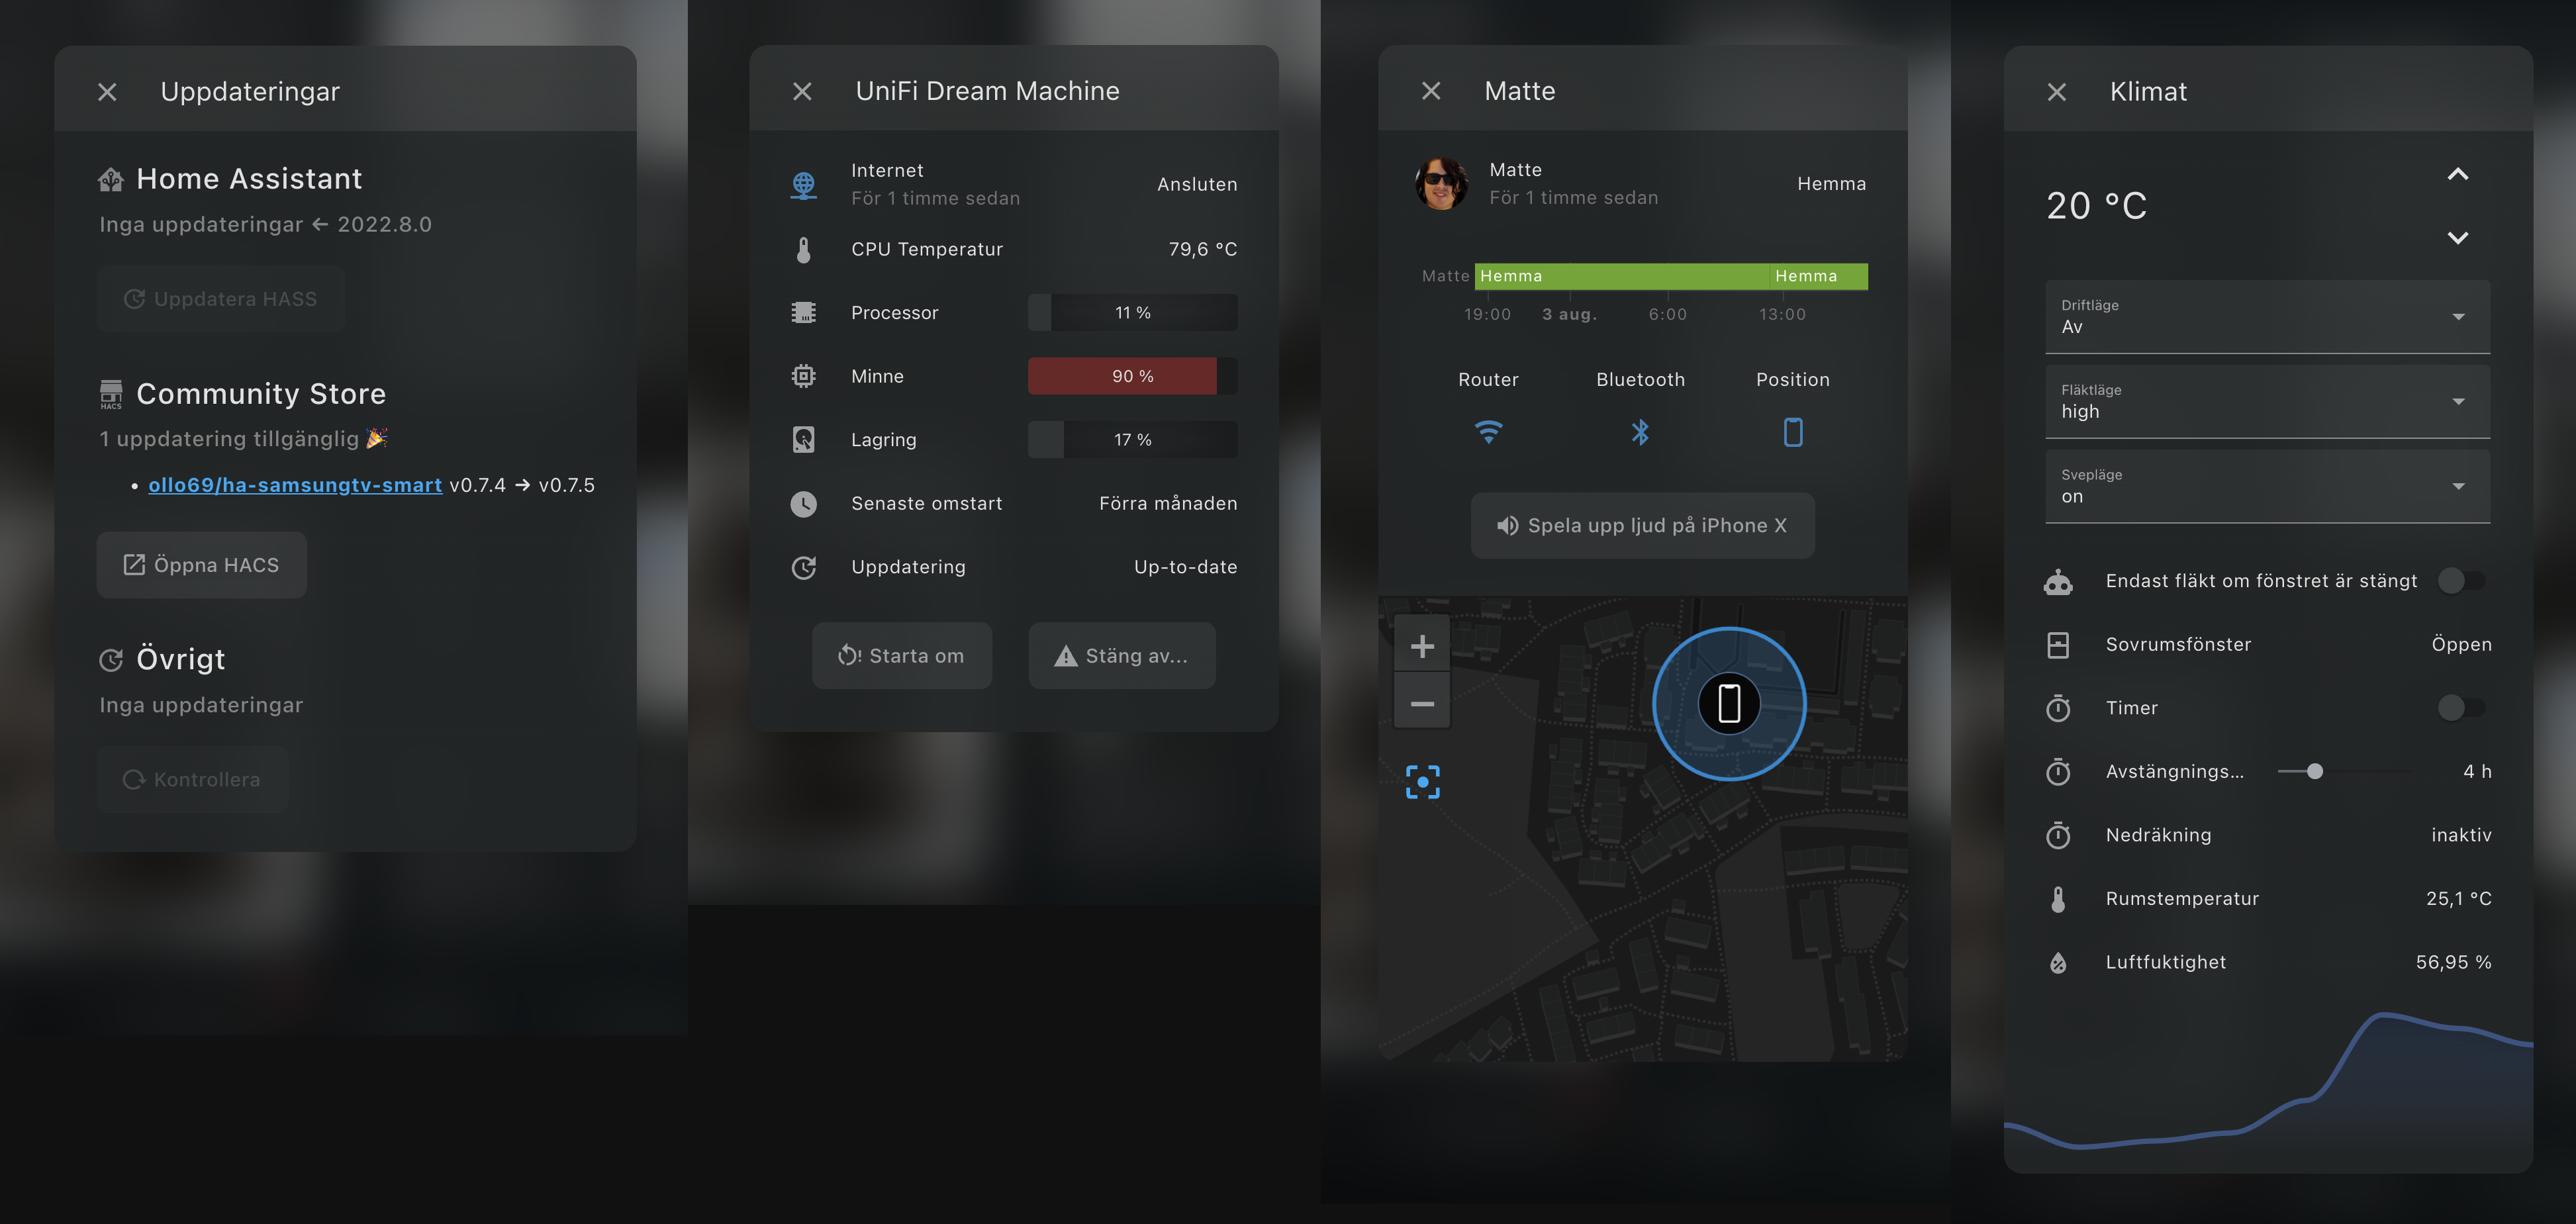 Uppdateringar
Home Assistant
Inga uppdateringar ← 2022.8.0
Uppdatera HASS
HACS
Community Store
1 uppdatering tillgänglig 🎉
• ollo69/ha-samsungtv-smart v0.7.4 → v0.7.5
Öppna HACS
Övrigt
Inga uppdateringar
Kontrollera
UniFi Dream Machine
Internet
För 1 timme sedan
Ansluten
CPU Temperatur 79,6 °C
Processor 11 %
Minne 90 %
Lagring 17 %
Senaste omstart Förra månaden
Uppdatering Up-to-date
Starta om Stäng av...
Matte
Matte
För 1 timme sedan
Hemma
Matte Hemma Hemma
19:00 3 aug. 6:00 13:00
Router Bluetooth Position
Spela upp ljud på iPhone X
+
−
Klimat
20 °C
Driftläge
Av
Fläktläge
high
Svepläge
on
Endast fläkt om fönstret är stängt
Sovrumsfönster Öppen
Timer
Avstängnings... 4 h
Nedräkning inaktiv
Rumstemperatur 25,1 °C
Luftfuktighet 56,95 %